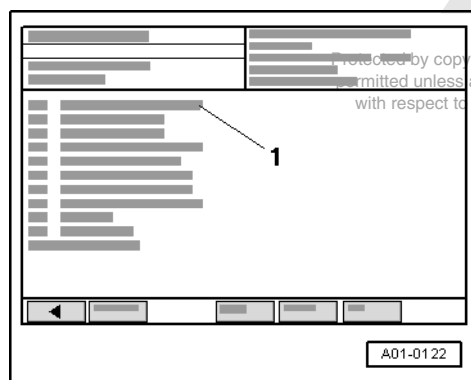 Protected by copy
permitted unless a
with respect to
1
A01-0122